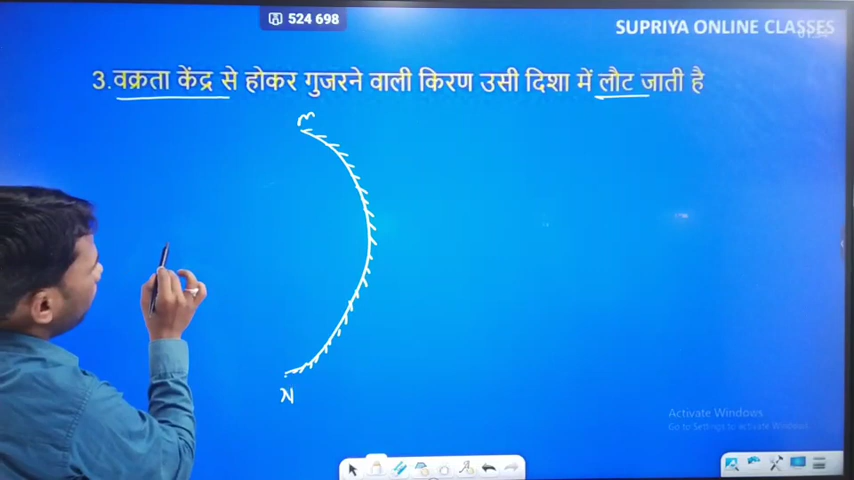 524 698
SUPRIYA ONLINE CLASSES
3.वक्रता केंद्र से होकर गुजरने वाली किरण उसी दिशा में लौट जाती है
M
N
Activate Windows
Go to Settings to activate Windows.